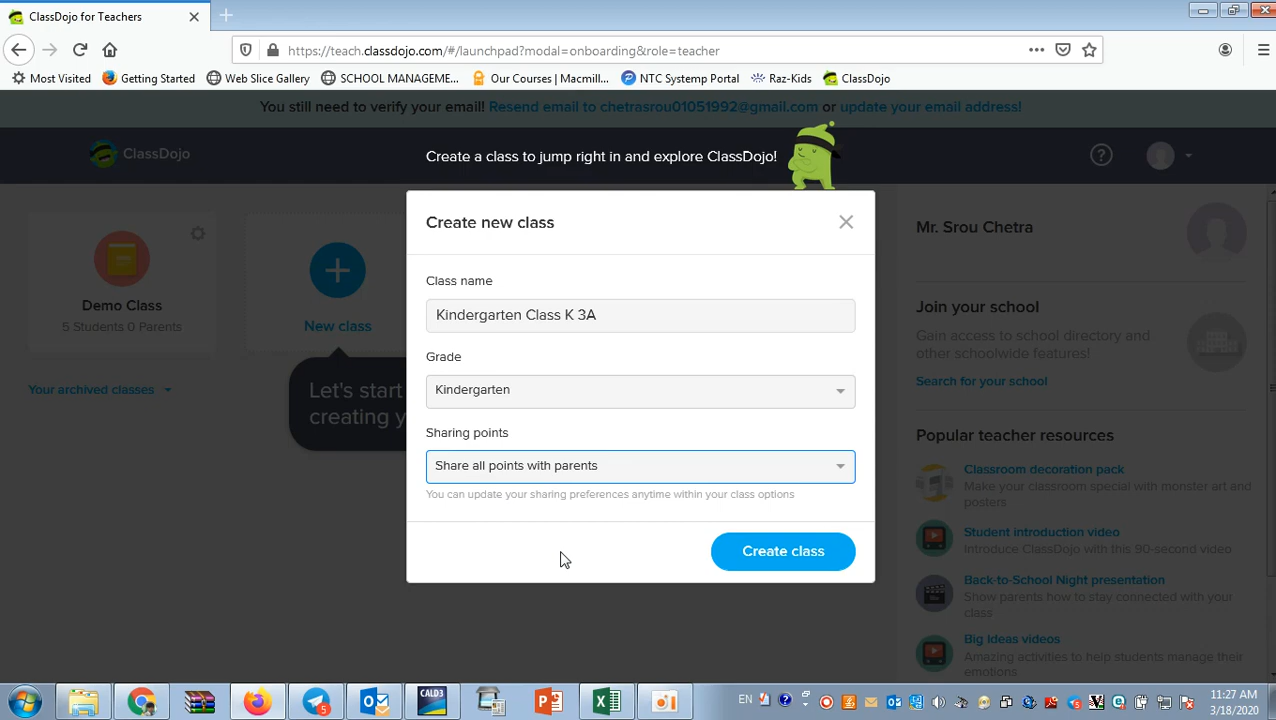 ClassDojo for Teachers
https://teach.classdojo.com/#/launchpad?modal=onboarding&role=teacher
Most Visited
Getting Started
Web Slice Gallery
SCHOOL MANAGEME...
Our Courses | Macmill...
NTC Systemp Portal
Raz-Kids
ClassDojo
You still need to verify your email! Resend email to chetrasrou01051992@gmail.com or update your email address!
ClassDojo
Create a class to jump right in and explore ClassDojo!
Create new class
Class name
Kindergarten Class K 3A
Grade
Kindergarten
Sharing points
Share all points with parents
You can update your sharing preferences anytime within your class options
Create class
Demo Class
5 Students 0 Parents
New class
Your archived classes
Let's start
creating y
Mr. Srou Chetra
Join your school
Gain access to school directory and
other schoolwide features!
Search for your school
Popular teacher resources
Classroom decoration pack
Make your classroom special with monster art and
posters
Student introduction video
Introduce ClassDojo with this 90-second video
Back-to-School Night presentation
Show parents how to stay connected with your
class
Big Ideas videos
Amazing activities to help students understand their
emotions
CALD3
5
EN
11:27 AM
3/18/2020